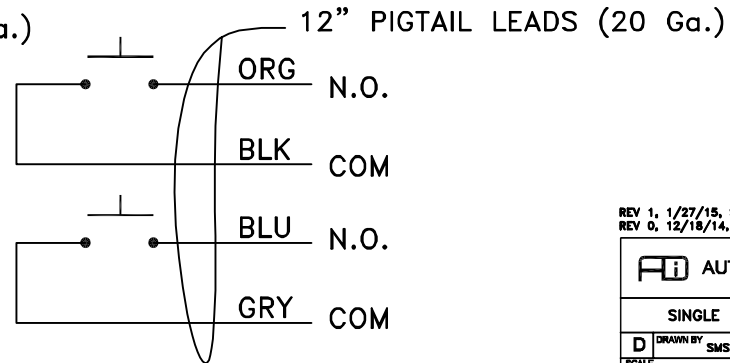 a.)
12” PIGTAIL LEADS (20 Ga.)
ORG N.O.
BLK COM
BLU N.O.
GRY COM
REV 1, 1/27/15,
REV 0, 12/18/14,
AUT
SINGLE
D DRAWN BY SMS
SCALE